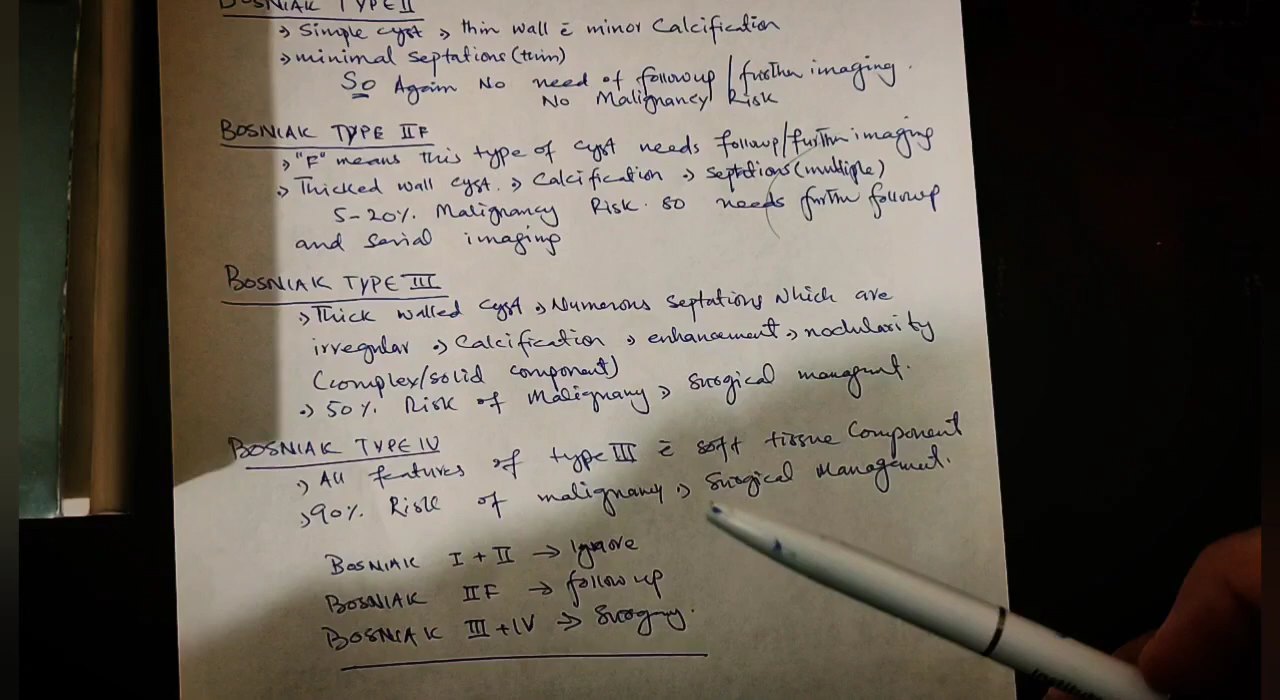 BOSNIAK TYPE II
→ Simple cyst → thin wall c̄ minor Calcification
→ minimal septations (thin)
So Again No need of followup / further imaging.
No Malignancy Risk
BOSNIAK TYPE IIF
→ "F" means this type of cyst needs followup/further imaging
→ Thicked wall cyst. → Calcification → septations (multiple)
5-20% Malignancy Risk. so needs further followup
and serial imaging
BOSNIAK TYPE III
→ Thick walled cyst → Numerous septations which are
irregular → Calcification → enhancement → nodularity
(complex/solid component)
→ 50% Risk of Malignancy → Surgical
BOSNIAK TYPE IV
→ All features of type III c̄ soft tissue Component
→ 90% Risk of malignancy → Surgical Management.
BOSNIAK I + II → Ignore
BOSNIAK IIF → follow up
BOSNIAK III + IV → Surgery.